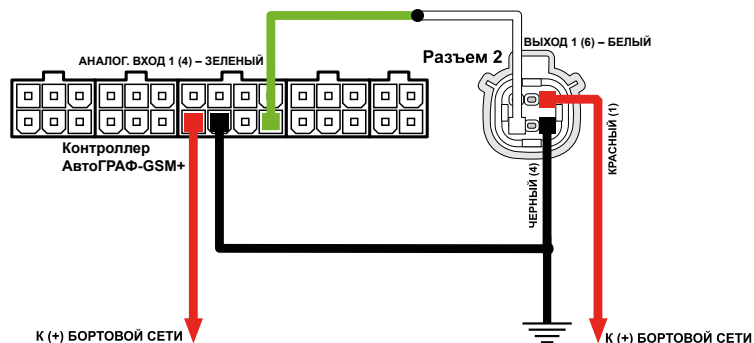 ВЫХОД 1 (6) – БЕЛЫЙ
Разъем 2
АНАЛОГ. ВХОД 1 (4) – ЗЕЛЕНЫЙ
Контроллер
АвтоГРАФ-GSM+
КРАСНЫЙ (1)
ЧЕРНЫЙ (4)
К (+) БОРТОВОЙ СЕТИ
К (+) БОРТОВОЙ СЕТИ